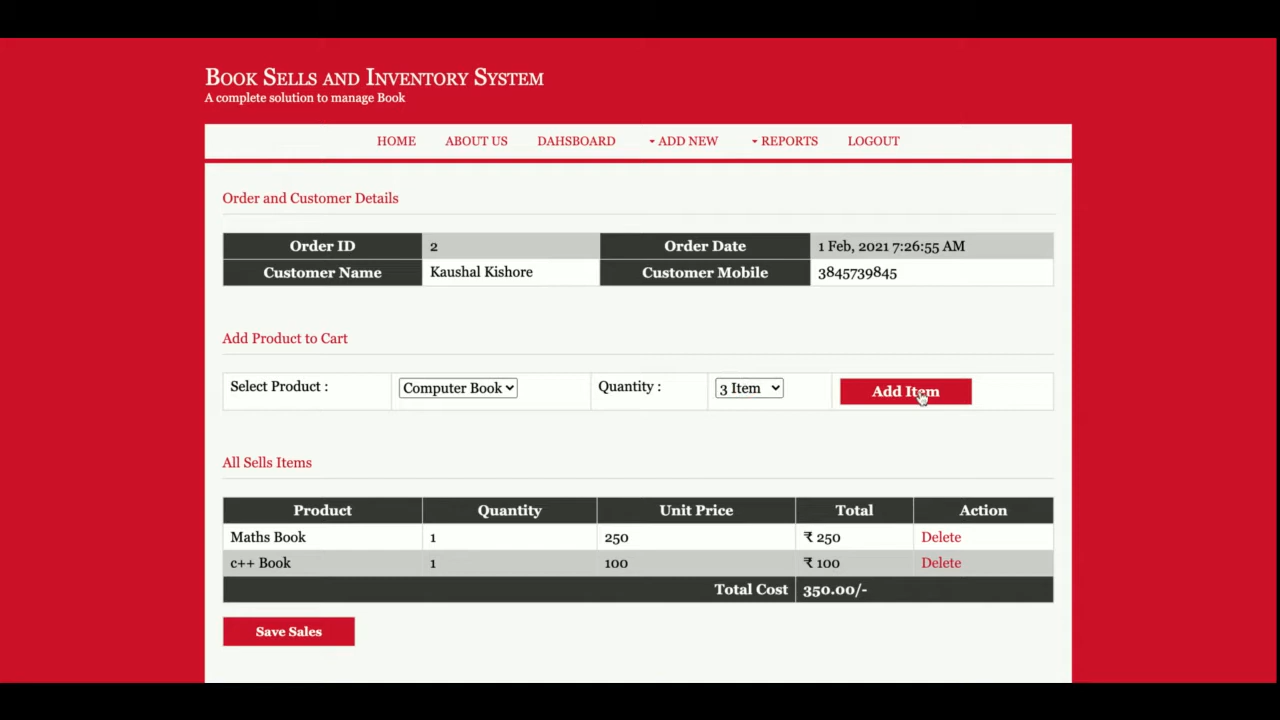 Book Sells and Inventory System
A complete solution to manage Book
HOME ABOUT US DAHSBOARD ADD NEW REPORTS LOGOUT
Order and Customer Details
Order ID 2 Order Date 1 Feb, 2021 7:26:55 AM
Customer Name Kaushal Kishore Customer Mobile 3845739845
Add Product to Cart
Select Product : Computer Book Quantity : 3 Item Add Item
All Sells Items
Product Quantity Unit Price Total Action
Maths Book 1 250 ₹ 250 Delete
c++ Book 1 100 ₹ 100 Delete
Total Cost 350.00/-
Save Sales